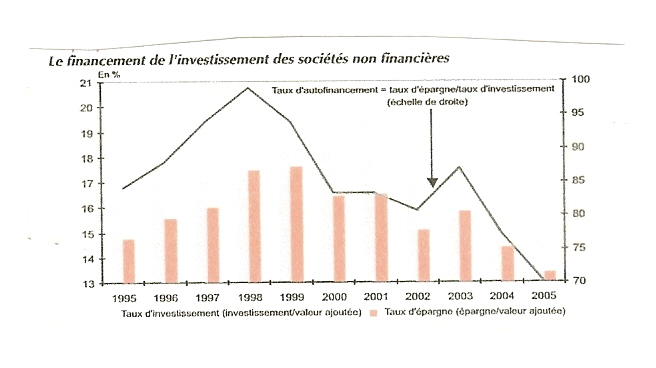 Le financement de l'investissement des sociétés non financières
En %
Taux d'autofinancement = taux d'épargne/taux d'investissement
(échelle de droite)
21
20
19
18
17
16
15
14
13
100
95
90
85
80
75
70
1995 1996 1997 1998 1999 2000 2001 2002 2003 2004 2005
Taux d'investissement (investissement/valeur ajoutée) Taux d'épargne (épargne/valeur ajoutée)